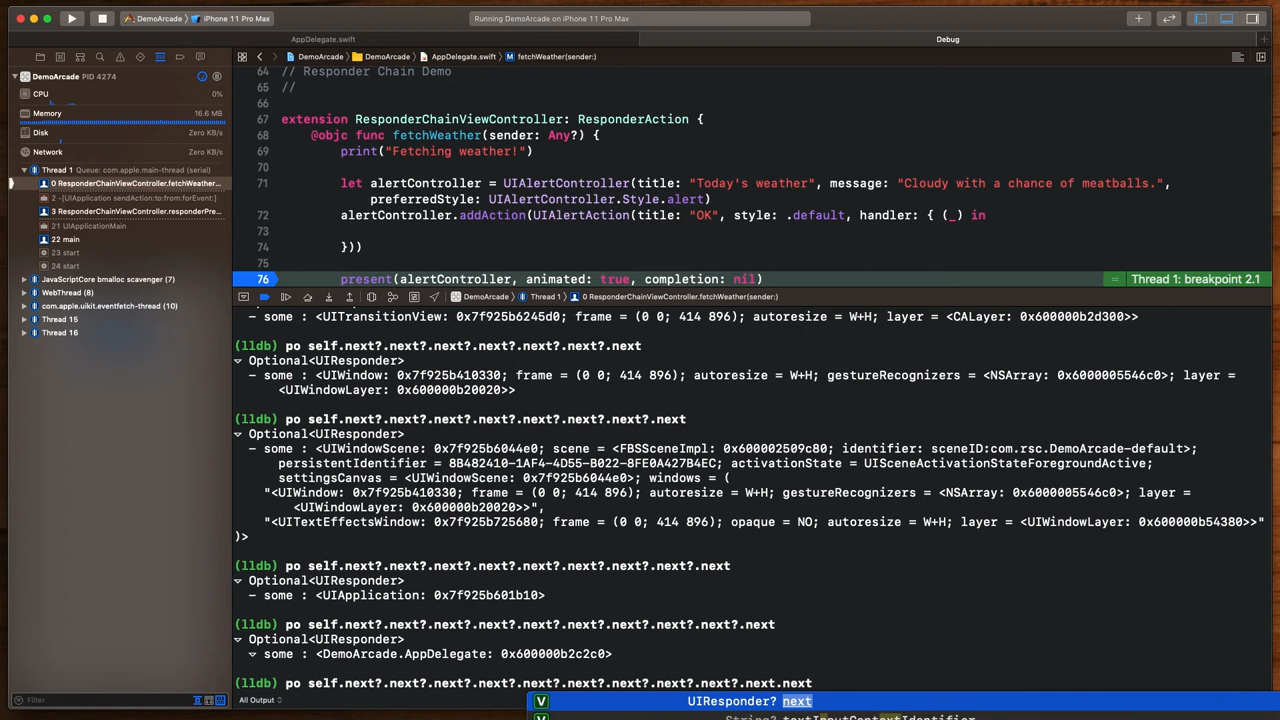 DemoArcade
iPhone 11 Pro Max
Running DemoArcade on iPhone 11 Pro Max
AppDelegate.swift
Debug
DemoArcade
DemoArcade
AppDelegate.swift
M
fetchWeather(sender:)
DemoArcade PID 4274
CPU 0%
Memory 16.6 MB
Disk Zero KB/s
Network Zero KB/s
Thread 1 Queue: com.apple.main-thread (serial)
0 ResponderChainViewController.fetchWeather...
2 -[UIApplication sendAction:to:from:forEvent:]
3 ResponderChainViewController.responderPre...
21 UIApplicationMain
22 main
23 start
24 start
JavaScriptCore bmalloc scavenger (7)
WebThread (8)
com.apple.uikit.eventfetch-thread (10)
Thread 15
Thread 16
Filter
64 // Responder Chain Demo
65 //
66
67 extension ResponderChainViewController: ResponderAction {
68 @objc func fetchWeather(sender: Any?) {
69 print("Fetching weather!")
70
71 let alertController = UIAlertController(title: "Today's weather", message: "Cloudy with a chance of meatballs.",
preferredStyle: UIAlertController.Style.alert)
72 alertController.addAction(UIAlertAction(title: "OK", style: .default, handler: { (_) in
73
74 }))
75
76 present(alertController, animated: true, completion: nil)
= Thread 1: breakpoint 2.1
DemoArcade
Thread 1
0 ResponderChainViewController.fetchWeather(sender:)
- some : <UITransitionView: 0x7f925b6245d0; frame = (0 0; 414 896); autoresize = W+H; layer = <CALayer: 0x600000b2d300>>
(lldb) po self.next?.next?.next?.next?.next?.next?.next
Optional<UIResponder>
- some : <UIWindow: 0x7f925b410330; frame = (0 0; 414 896); autoresize = W+H; gestureRecognizers = <NSArray: 0x6000005546c0>; layer =
<UIWindowLayer: 0x600000b20020>>
(lldb) po self.next?.next?.next?.next?.next?.next?.next?.next
Optional<UIResponder>
- some : <UIWindowScene: 0x7f925b6044e0; scene = <FBSSceneImpl: 0x600002509c80; identifier: sceneID:com.rsc.DemoArcade-default>;
persistentIdentifier = 8B482410-1AF4-4D55-B022-8FE0A427B4EC; activationState = UISceneActivationStateForegroundActive;
settingsCanvas = <UIWindowScene: 0x7f925b6044e0>; windows = (
"<UIWindow: 0x7f925b410330; frame = (0 0; 414 896); autoresize = W+H; gestureRecognizers = <NSArray: 0x6000005546c0>; layer =
<UIWindowLayer: 0x600000b20020>>",
"<UITextEffectsWindow: 0x7f925b725680; frame = (0 0; 414 896); opaque = NO; autoresize = W+H; layer = <UIWindowLayer: 0x600000b54380>>"
)>
(lldb) po self.next?.next?.next?.next?.next?.next?.next?.next?.next
Optional<UIResponder>
- some : <UIApplication: 0x7f925b601b10>
(lldb) po self.next?.next?.next?.next?.next?.next?.next?.next?.next?.next
Optional<UIResponder>
some : <DemoArcade.AppDelegate: 0x600000b2c2c0>
(lldb) po self.next?.next?.next?.next?.next?.next?.next?.next?.next?.next.next
All Output
V UIResponder? next